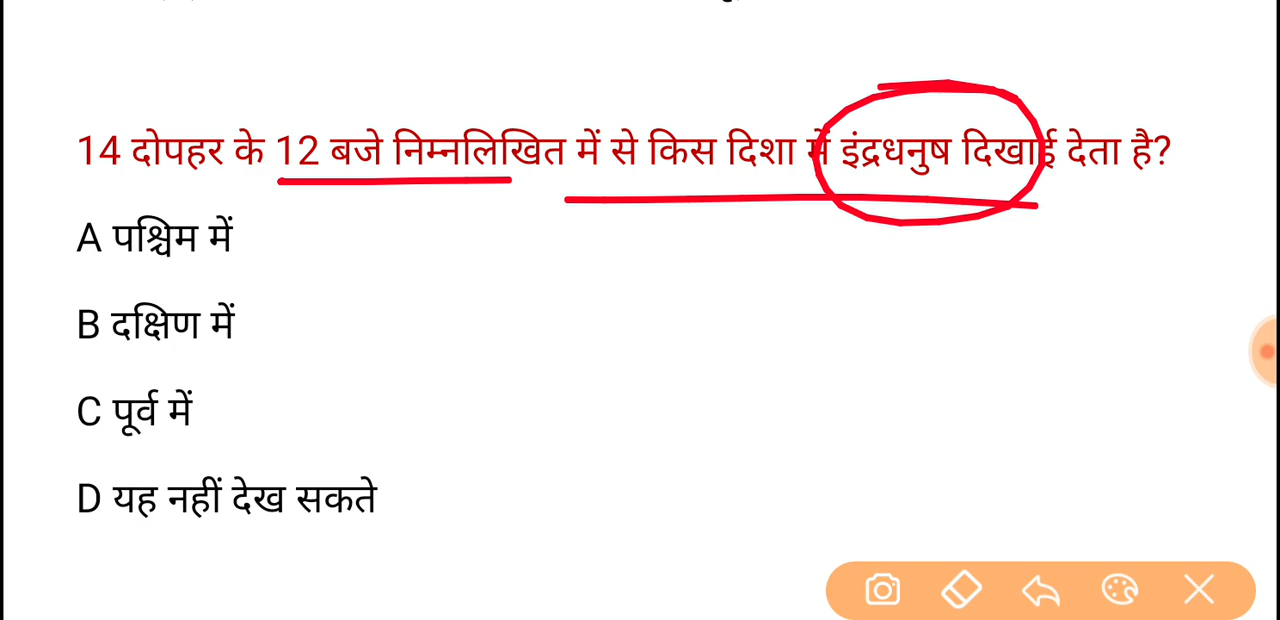 14 दोपहर के 12 बजे निम्नलिखित में से किस दिशा में इंद्रधनुष दिखाई देता है?
A पश्चिम में
B दक्षिण में
C पूर्व में
D यह नहीं देख सकते